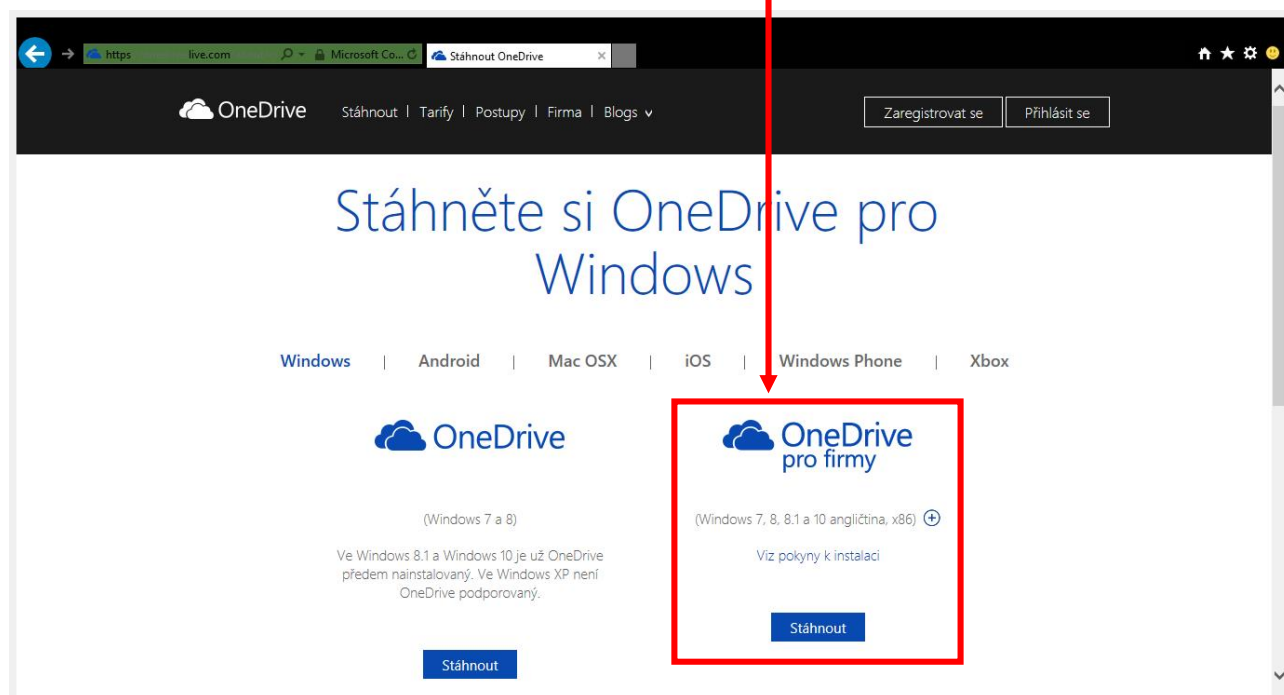 https live.com Microsoft Co... Stáhnout OneDrive
OneDrive Stáhnout | Tarify | Postupy | Firma | Blogs Zaregistrovat se Přihlásit se
Stáhněte si OneDrive pro
Windows
Windows | Android | Mac OSX | iOS | Windows Phone | Xbox
OneDrive
(Windows 7 a 8)
Ve Windows 8.1 a Windows 10 je už OneDrive
předem nainstalovaný. Ve Windows XP není
OneDrive podporovaný.
Stáhnout
OneDrive
pro firmy
(Windows 7, 8, 8.1 a 10 angličtina, x86)
Viz pokyny k instalaci
Stáhnout